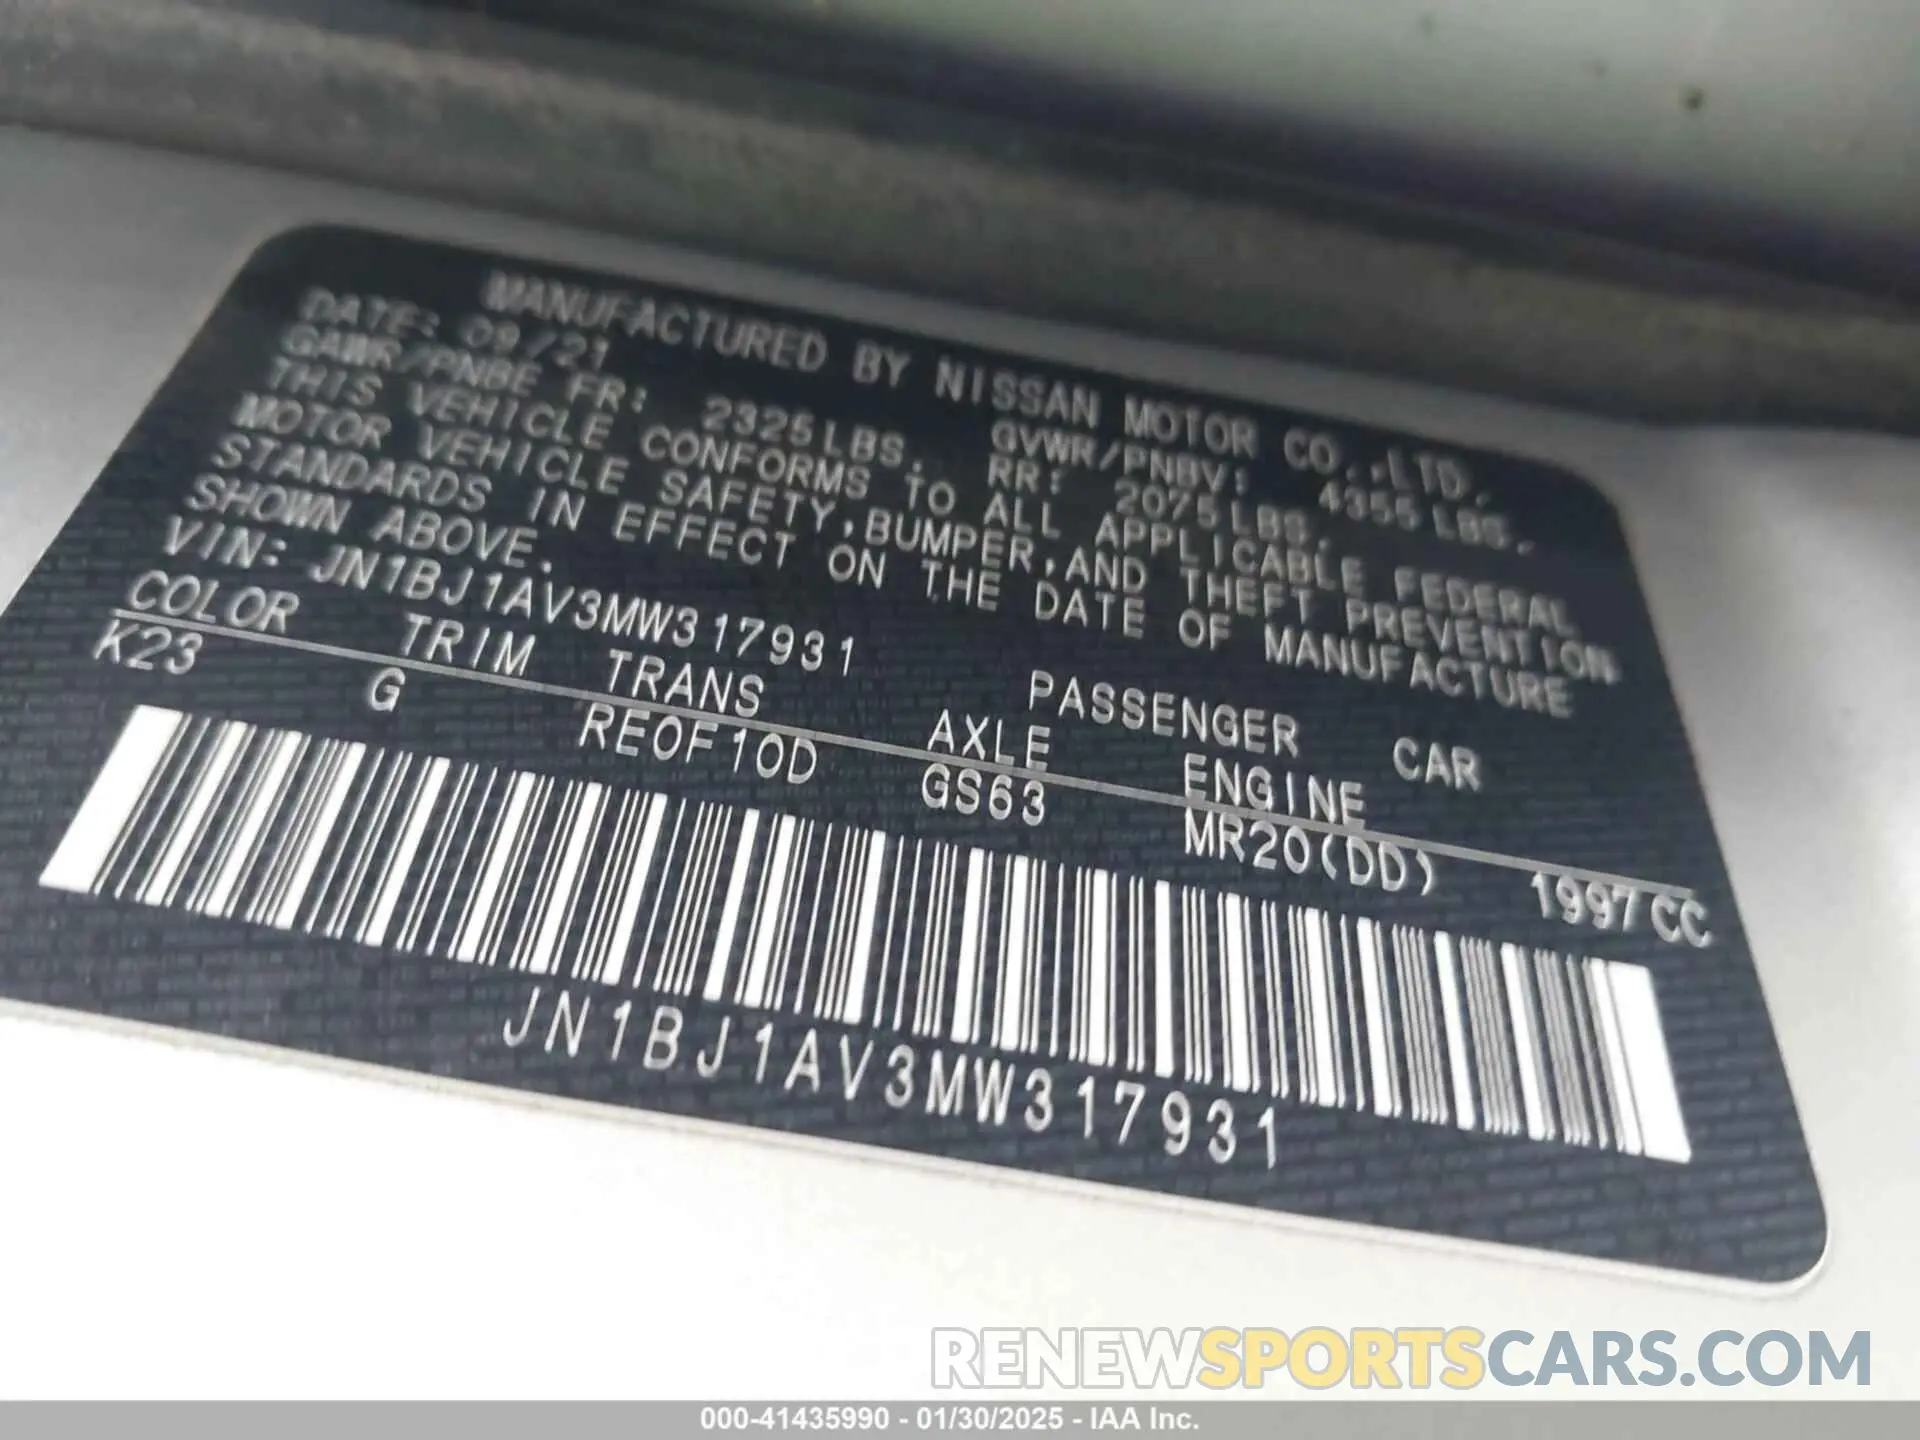 MANUFACTURED BY NISSAN MOTOR CO.,LTD.
DATE: 09/21 GVWR/PNBV: 4355 LBS.
GAWR/PNBE FR: 2325LBS. RR: 2075LBS.
THIS VEHICLE CONFORMS TO ALL APPLICABLE FEDERAL
MOTOR VEHICLE SAFETY,BUMPER,AND THEFT PREVENTION
STANDARDS IN EFFECT ON THE DATE OF MANUFACTURE
SHOWN ABOVE.
VIN: JN1BJ1AV3MW317931 PASSENGER CAR
COLOR TRIM TRANS AXLE ENGINE
K23 G RE0F10D GS63 MR20(DD) 1997CC
JN1BJ1AV3MW317931
RENEWSPORTSCARS.COM
000-41435990 - 01/30/2025 - IAA Inc.